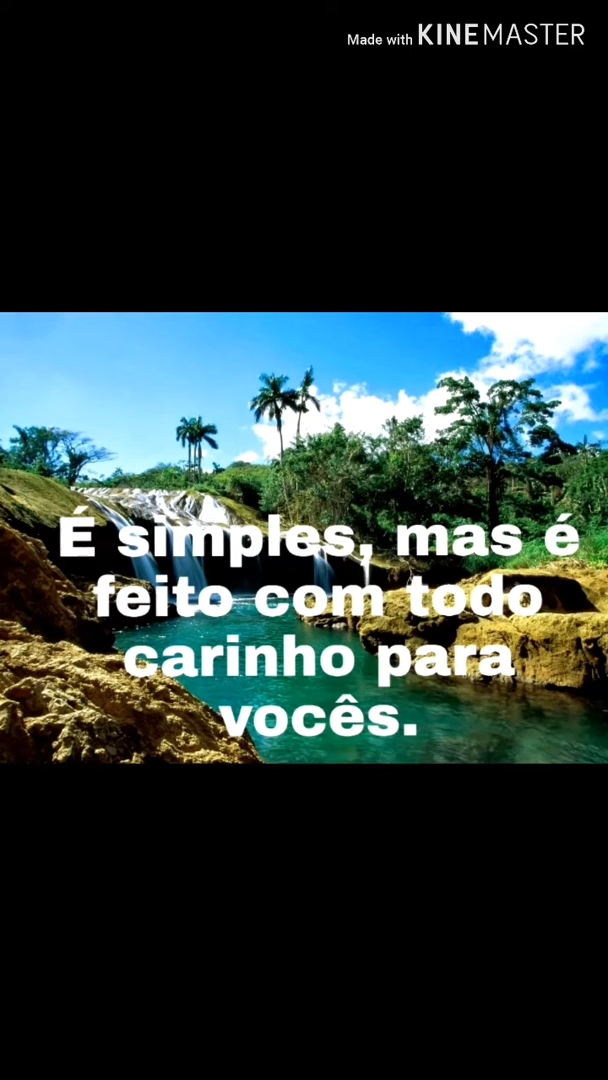 Made with KINEMASTER
É simples, mas é
feito com todo
carinho para
vocês.